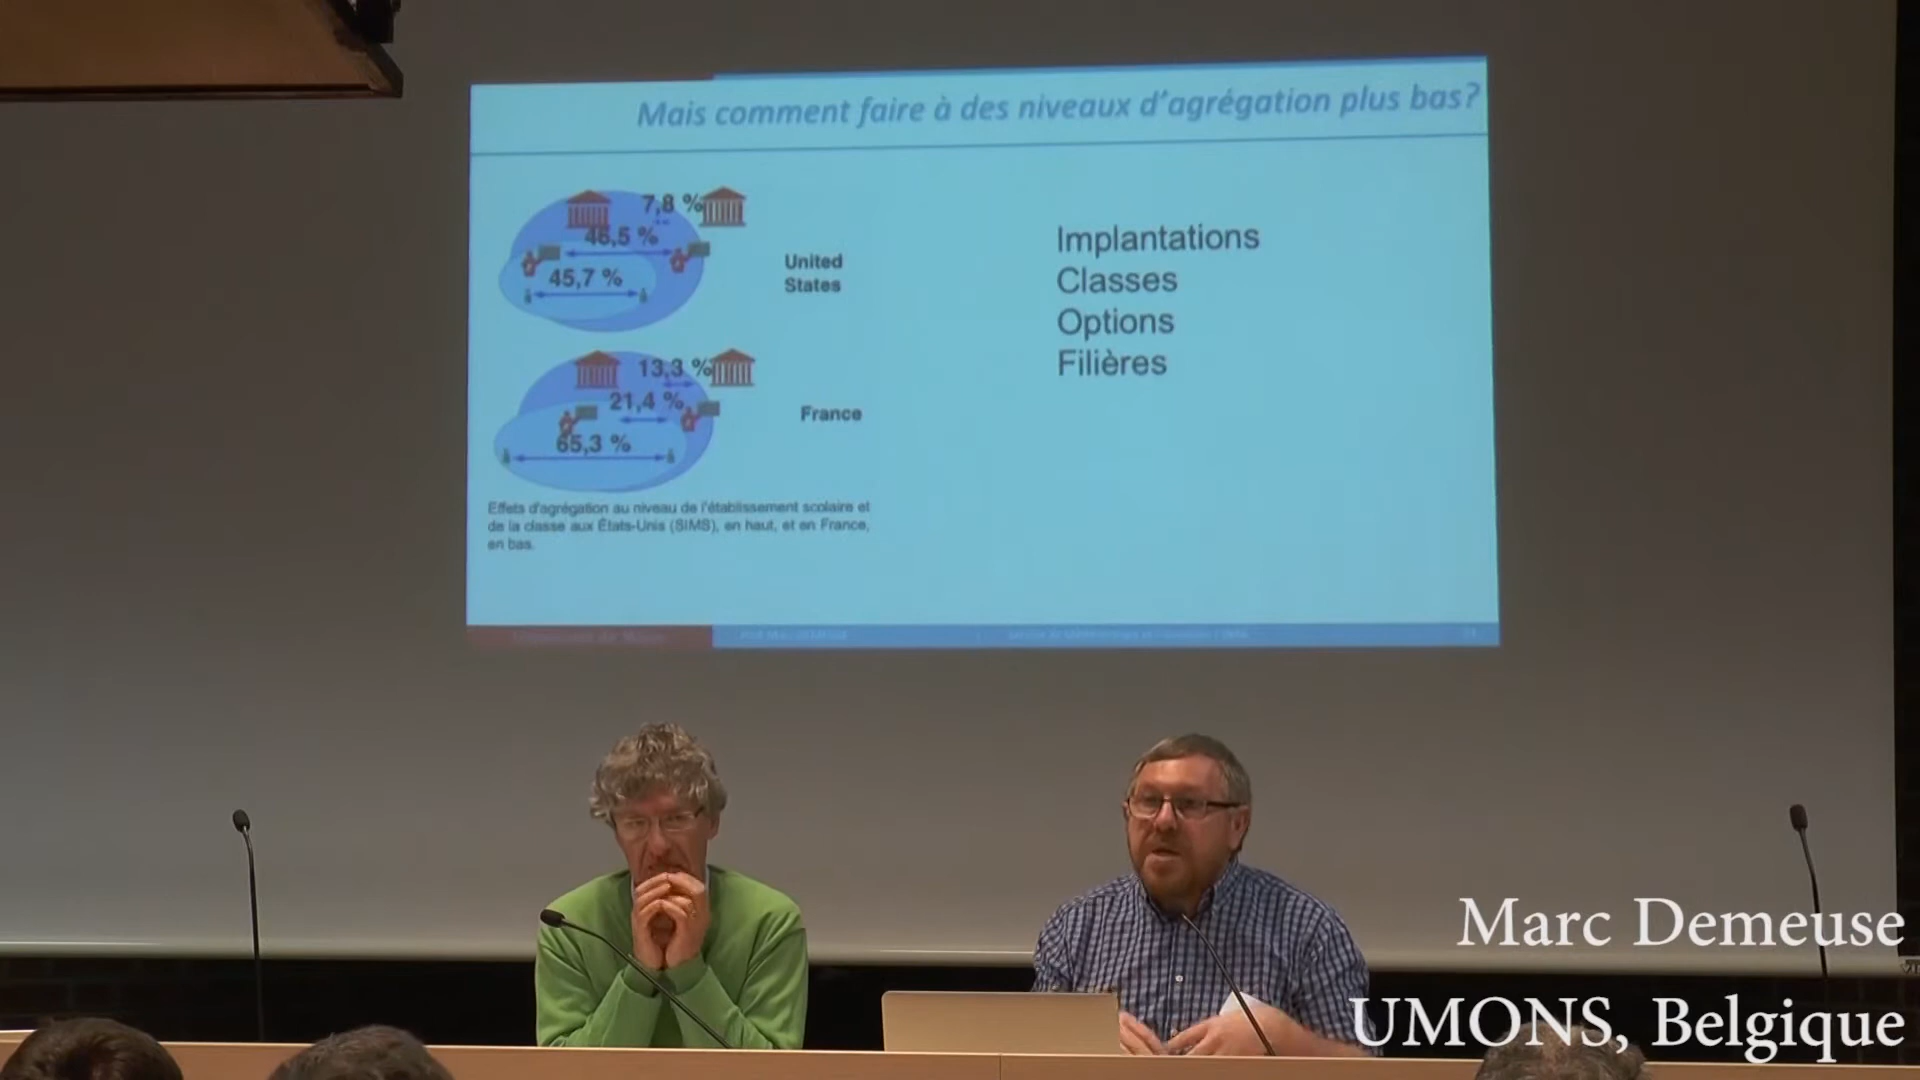 Mais comment faire à des niveaux d'agrégation plus bas?
7,8 %
46,5 %
45,7 %
United
States
13,3 %
21,4 %
65,3 %
France
Effets d'agrégation au niveau de l'établissement scolaire et
de la classe aux États-Unis (SIMS), en haut, et en France,
en bas.
Implantations
Classes
Options
Filières
Marc Demeuse
UMONS, Belgique